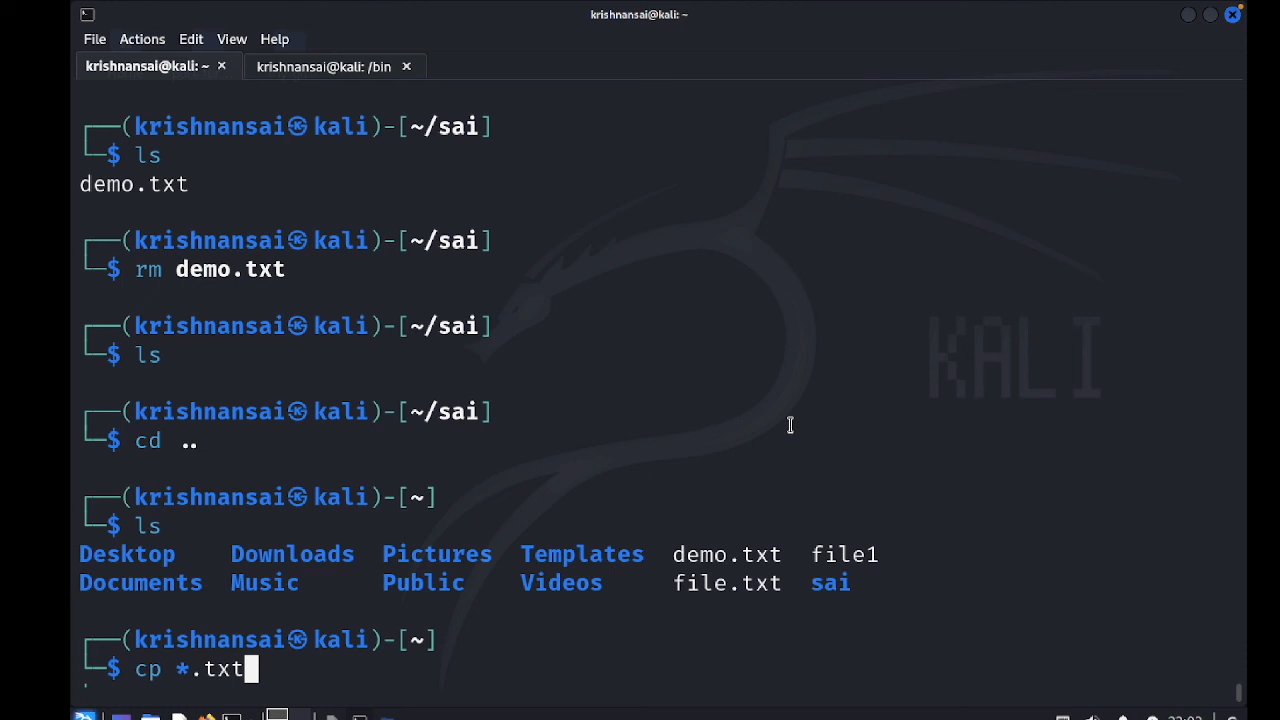 krishnansai@kali: ~
File Actions Edit View Help
krishnansai@kali: ~ × krishnansai@kali: /bin ×
┌──(krishnansai㉿kali)-[~/sai]
└─$ ls
demo.txt
┌──(krishnansai㉿kali)-[~/sai]
└─$ rm demo.txt
┌──(krishnansai㉿kali)-[~/sai]
└─$ ls
┌──(krishnansai㉿kali)-[~/sai]
└─$ cd ..
┌──(krishnansai㉿kali)-[~]
└─$ ls
Desktop Downloads Pictures Templates demo.txt file1
Documents Music Public Videos file.txt sai
┌──(krishnansai㉿kali)-[~]
└─$ cp *.txt
KALI